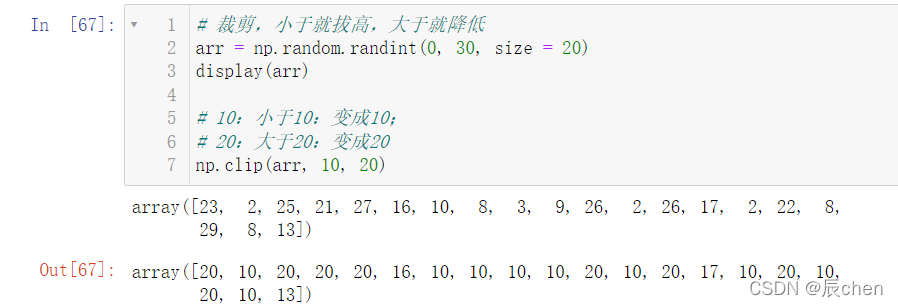 In [67]:
1 # 裁剪，小于就拔高，大于就降低
2 arr = np.random.randint(0, 30, size = 20)
3 display(arr)
4
5 # 10：小于10：变成10；
6 # 20：大于20：变成20
7 np.clip(arr, 10, 20)
array([23, 2, 25, 21, 27, 16, 10, 8, 3, 9, 26, 2, 26, 17, 2, 22, 8,
29, 8, 13])
Out[67]: array([20, 10, 20, 20, 20, 16, 10, 10, 10, 10, 20, 10, 20, 17, 10, 20, 10,
20, 10, 13])
CSDN @辰chen